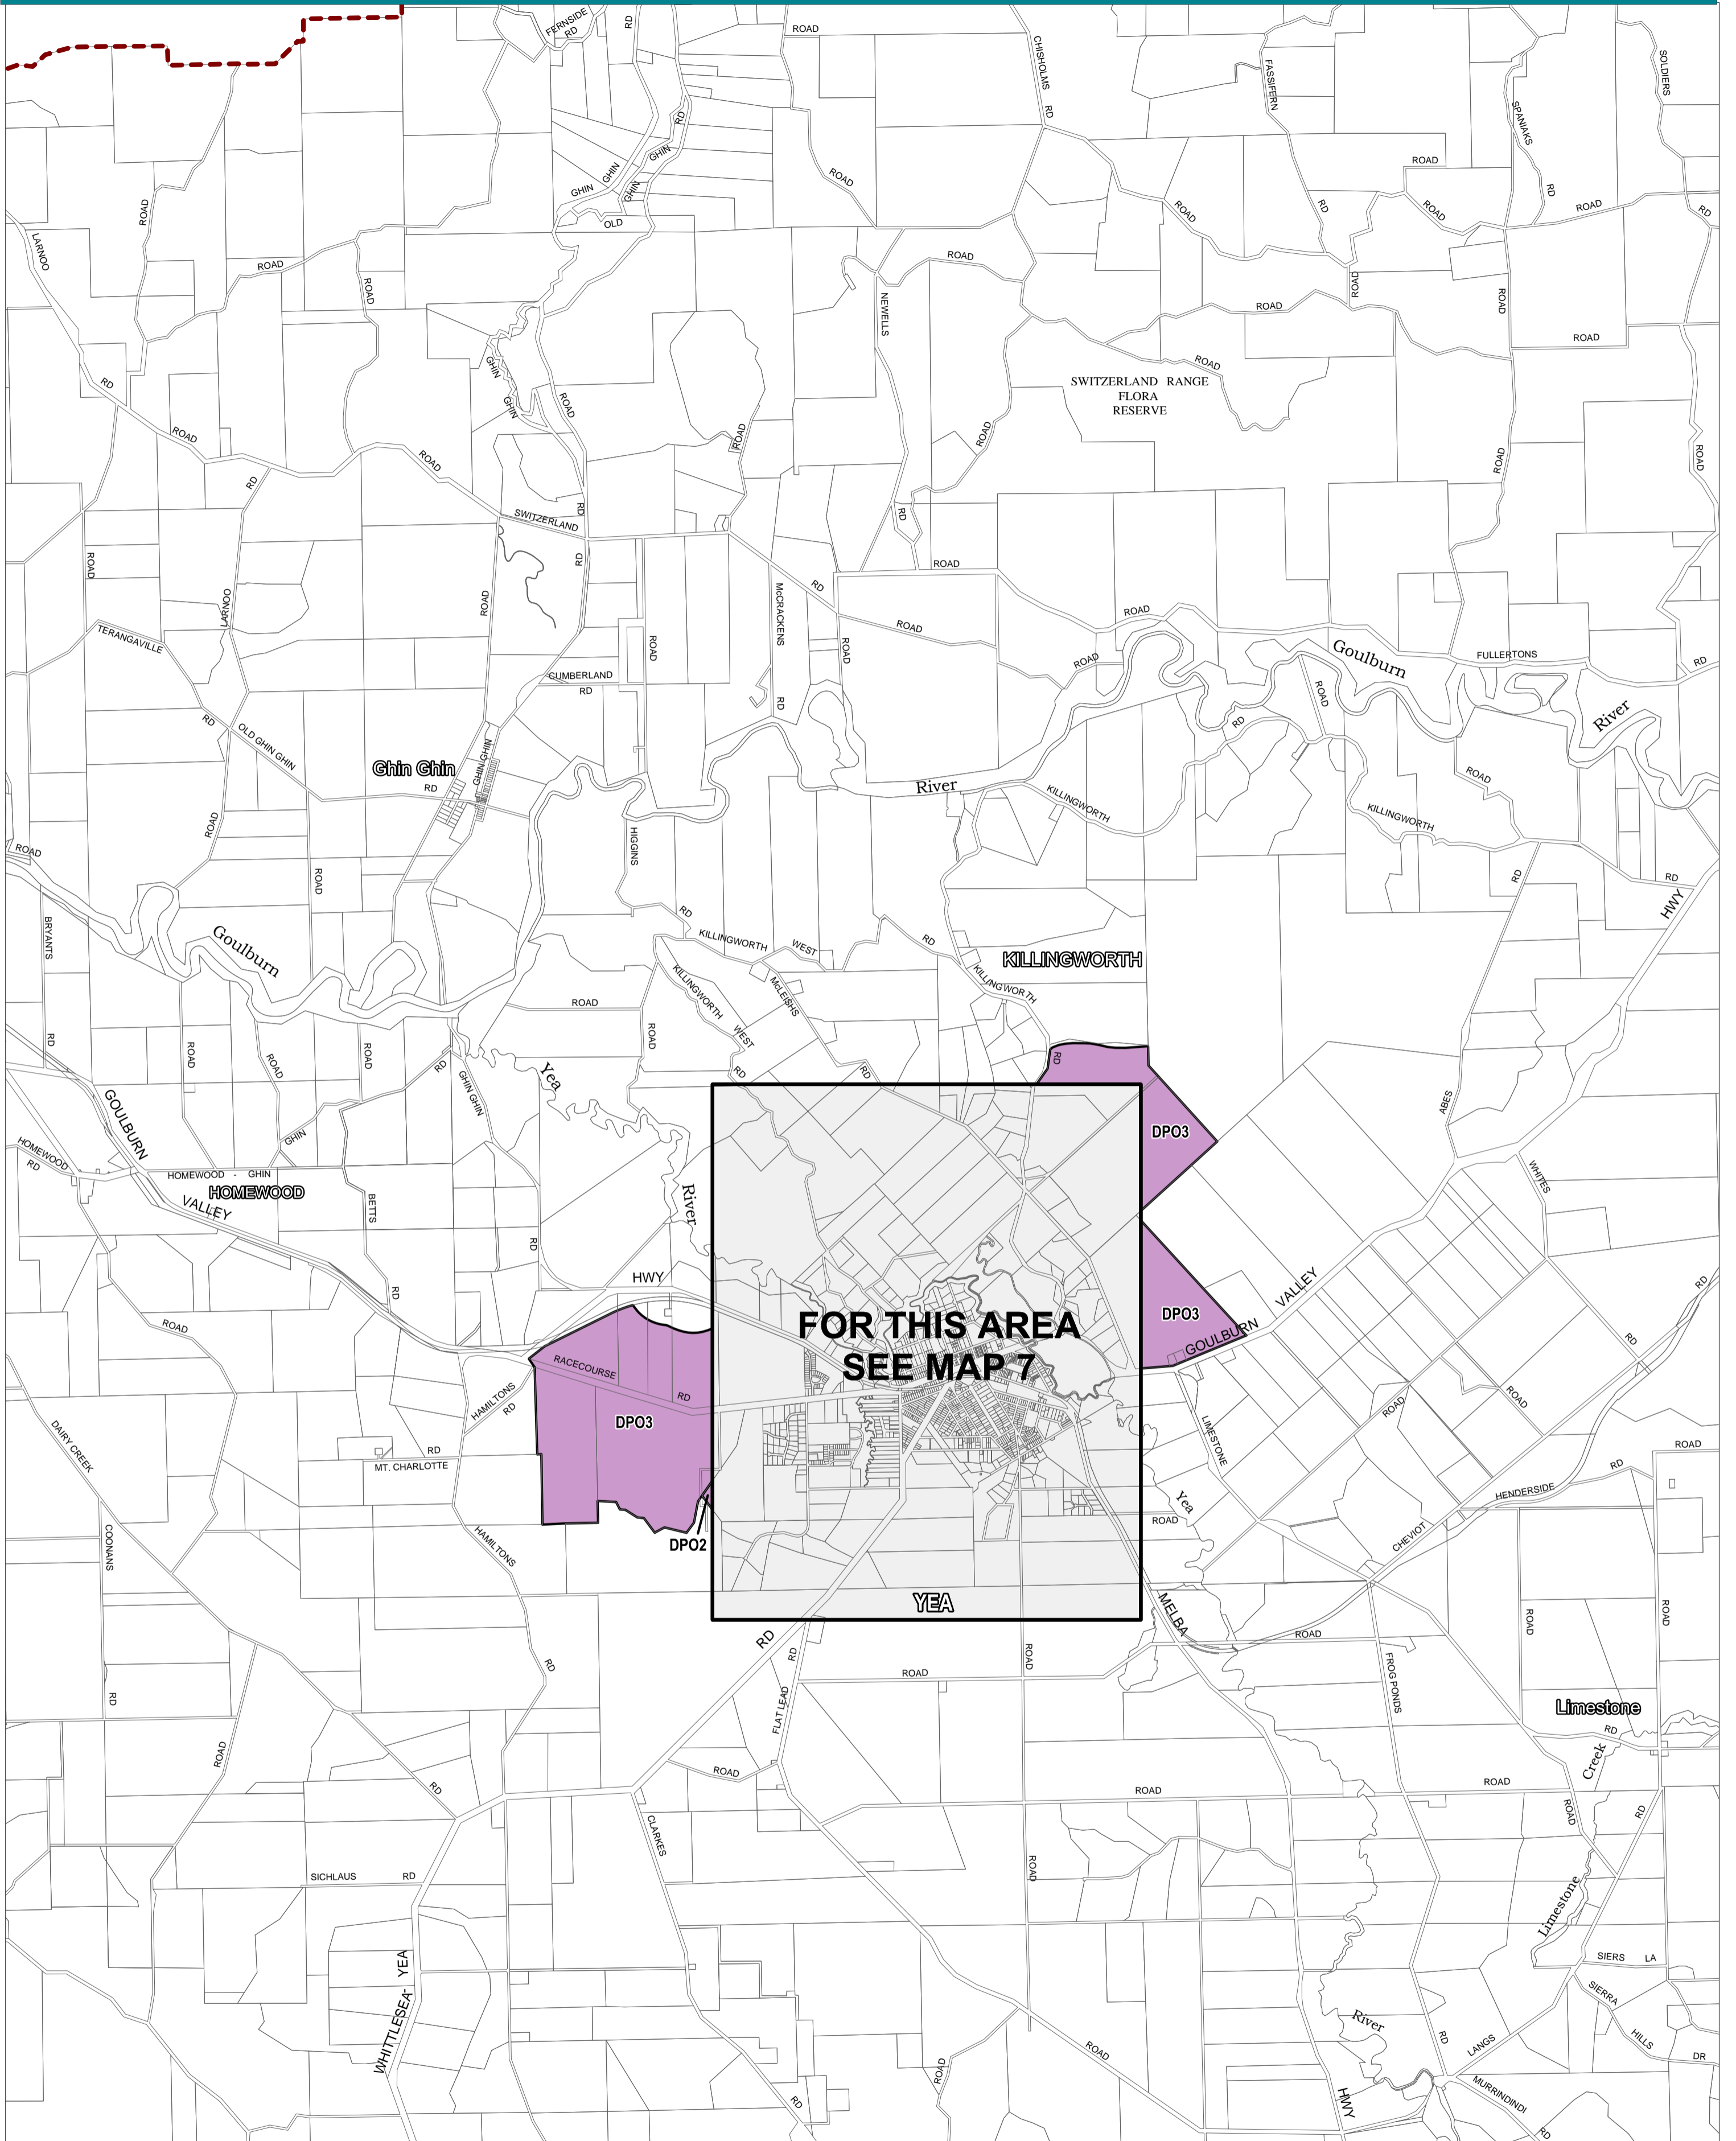 FERNSIDE
RD
RD
ROAD
CHISHOLMS
RD
FASSIFERN
RD
SPANIAKS
RD
SOLDIERS
RD
RD
GHIN
GHIN
GHIN
GHIN
OLD
ROAD
ROAD
ROAD
ROAD
ROAD
LARNOO
ROAD
ROAD
ROAD
RD
ROAD
ROAD
ROAD
ROAD
NEWELLS
RD
GHIN
GHIN
ROAD
RD
ROAD
ROAD
ROAD
SWITZERLAND RANGE
FLORA
RESERVE
ROAD
ROAD
ROAD
ROAD
ROAD
ROAD
RD
SWITZERLAND
RD
ROAD
RD
LARNOO
ROAD
TERANGAVILLE
RD
McCRACKENS
RD
ROAD
ROAD
ROAD
ROAD
ROAD
ROAD
Goulburn
FULLERTONS
RD
River
CUMBERLAND
RD
OLD GHIN GHIN
RD
Ghin Ghin
GHIN GHIN
River
KILLINGWORTH
RD
ROAD
ROAD
KILLINGWORTH
RD
RD
HWY
ROAD
ROAD
ROAD
HIGGINS
RD
BRYANTS
RD
Goulburn
KILLINGWORTH
WEST
RD
KILLINGWORTH
KILLINGWORTH
KILLINGWORTH
WEST
RD
McLEISHS
RD
ROAD
ROAD
RD
Yea
ROAD
ROAD
ROAD
RD
GHIN GHIN
RD
GOULBURN
HOMEWOOD
RD
HOMEWOOD - GHIN
GHIN
HOMEWOOD
VALLEY
BETTS
RD
River
HWY
DPO3
ABES
WHITES
RD
RD
DPO3
GOULBURN
VALLEY
FOR THIS AREA
SEE MAP 7
RACECOURSE
RD
DPO3
DPO2
HAMILTONS
RD
ROAD
DAIRY CREEK
RD
RD
MT. CHARLOTTE
HAMILTONS
RD
COONANS
RD
LIMESTONE
ROAD
ROAD
ROAD
RD
HENDERSIDE
CHEVIOT
Yea
ROAD
YEA
MELBA
RD
RD
FLAT LEAD
ROAD
ROAD
ROAD
ROAD
ROAD
FROG PONDS
RD
Limestone
RD
Creek
ROAD
ROAD
ROAD
ROAD
ROAD
RD
Limestone
CLARKES
RD
SICHLAUS
RD
ROAD
WHITTLESEA- YEA
SIERS LA
SIERRA
HILLS
DR
River
LANGS
MURRINDINDI
RD
ROAD
ROAD
HWY